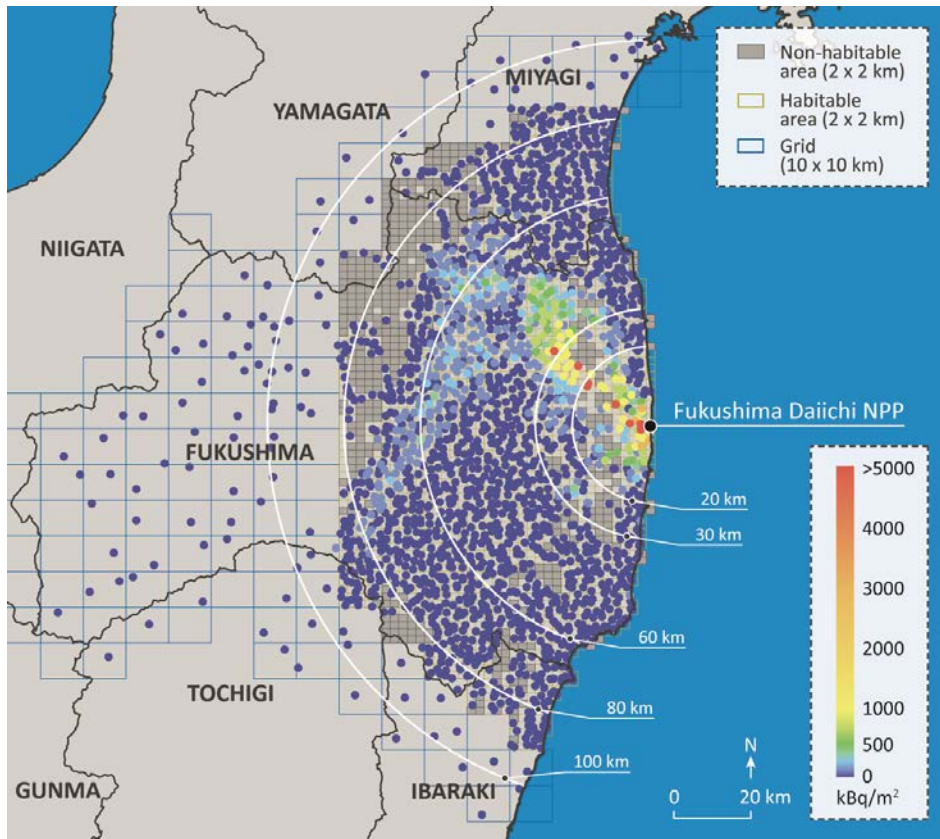 MIYAGI
YAMAGATA
NIIGATA
FUKUSHIMA
TOCHIGI
GUNMA
IBARAKI
Non-habitable
area (2 x 2 km)
Habitable
area (2 x 2 km)
Grid
(10 x 10 km)
Fukushima Daiichi NPP
20 km
30 km
60 km
80 km
100 km
>5000
4000
3000
2000
1000
500
0
kBq/m²
N
0 20 km